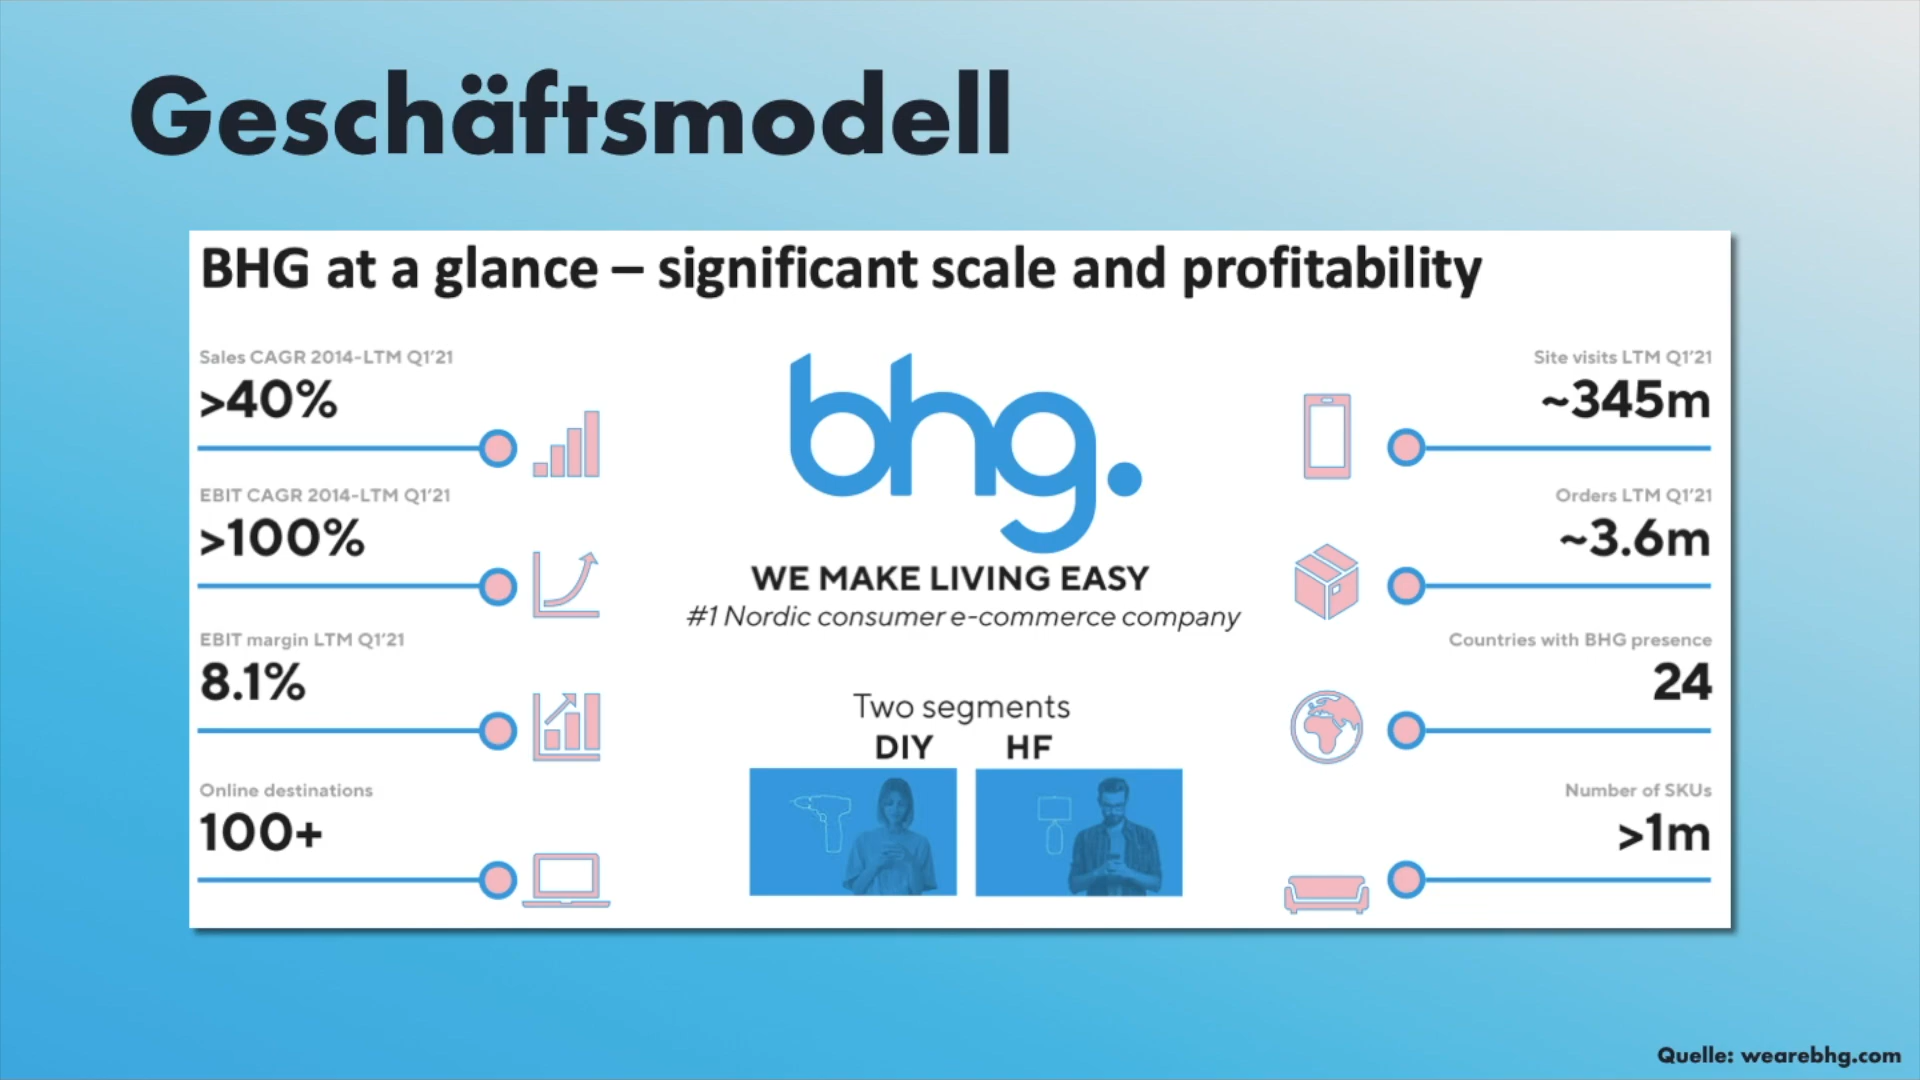 Geschäftsmodell
BHG at a glance – significant scale and profitability
Sales CAGR 2014-LTM Q1'21
>40%
EBIT CAGR 2014-LTM Q1'21
>100%
EBIT margin LTM Q1'21
8.1%
Online destinations
100+
bhg.
WE MAKE LIVING EASY
#1 Nordic consumer e-commerce company
Two segments
DIY HF
Site visits LTM Q1'21
~345m
Orders LTM Q1'21
~3.6m
Countries with BHG presence
24
Number of SKUs
>1m
Quelle: wearebhg.com